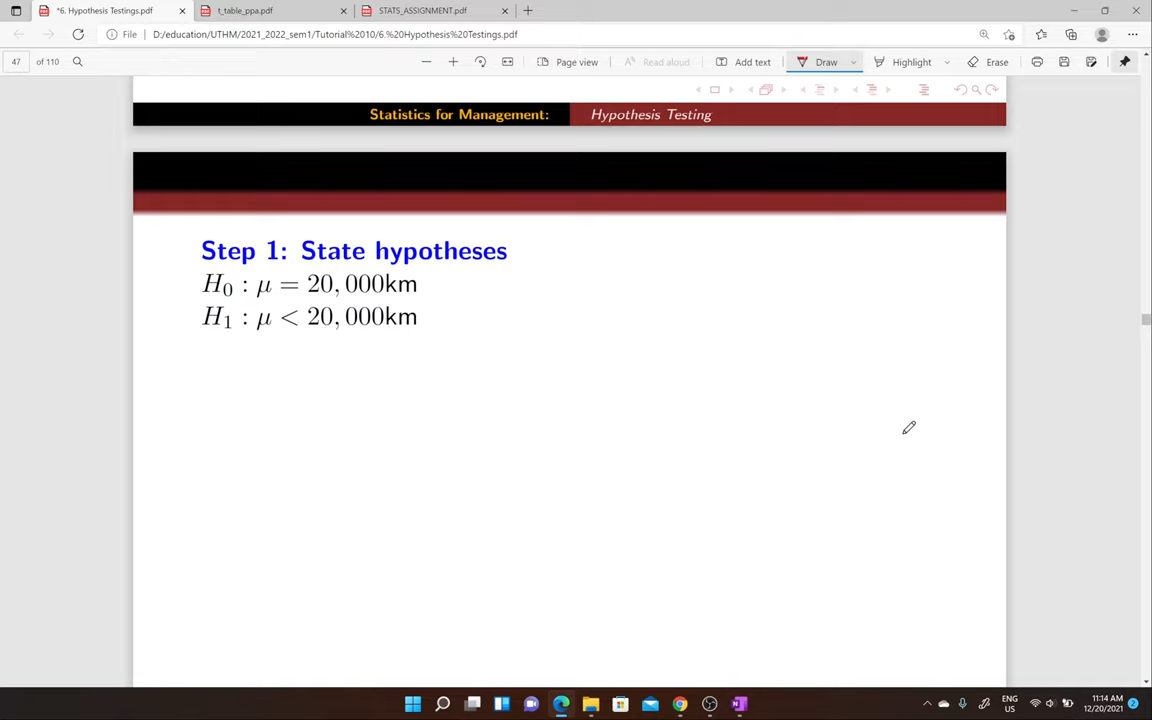 *6. Hypothesis Testings.pdf
t_table_ppa.pdf
STATS_ASSIGNMENT.pdf
File
D:/education/UTHM/2021_2022_sem1/Tutorial%2010/6.%20Hypothesis%20Testings.pdf
47 of 110
Page view
Read aloud
Add text
Draw
Highlight
Erase
Statistics for Management:
Hypothesis Testing
Step 1: State hypotheses
H₀ : μ = 20, 000km
H₁ : μ < 20, 000km
ENG
US
11:14 AM
12/20/2021